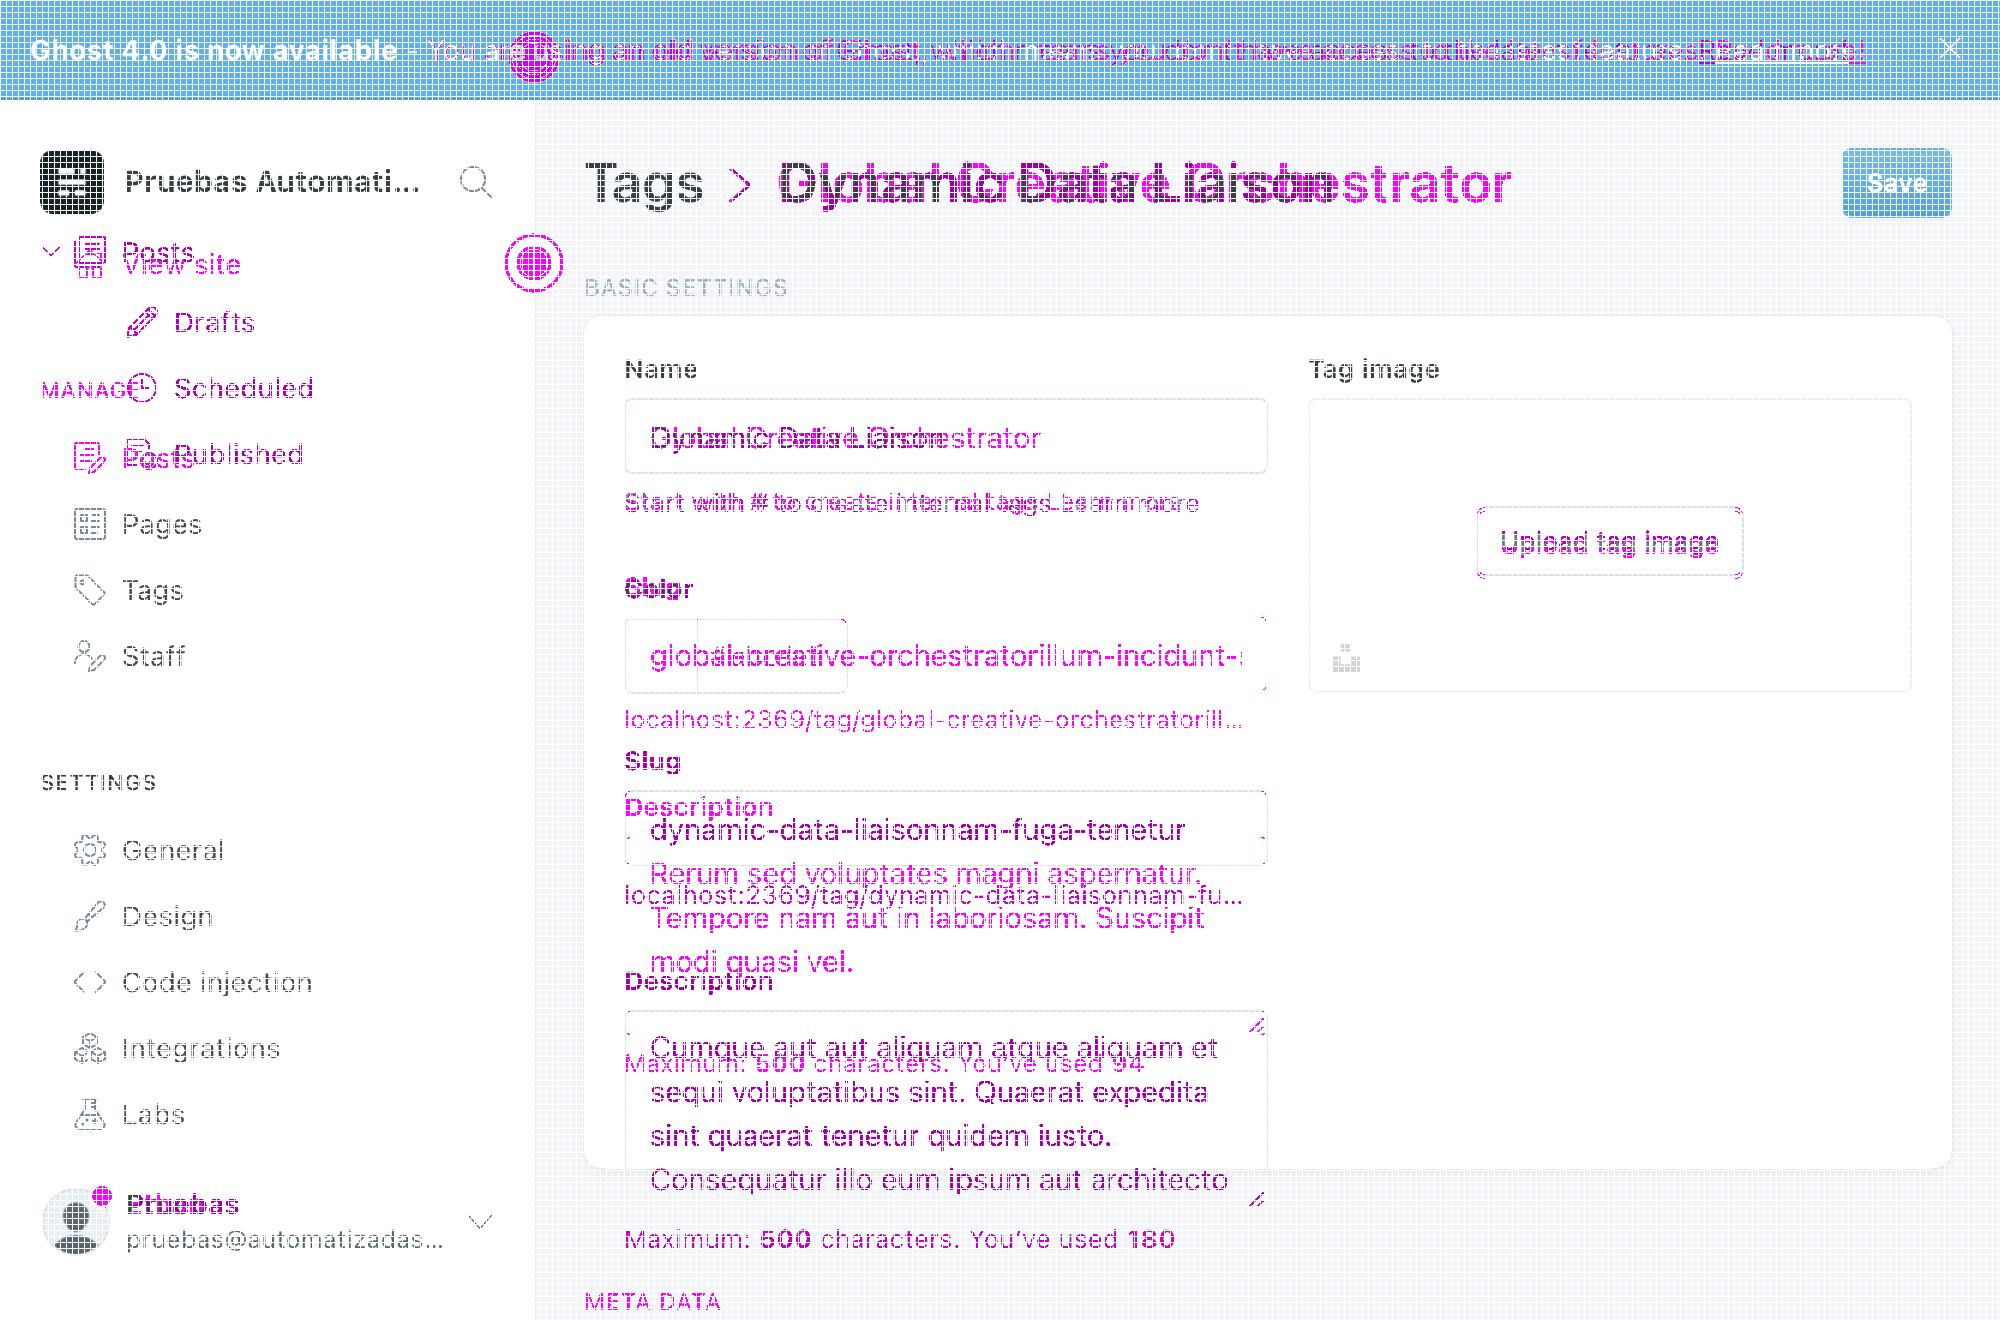 Ghost 4.0 is now available - You are using an old version of Ghost, which means you don't have access to the latest features. Read more!
Pruebas Automati...
Tags > Dynamic Data Liaison
Global Creative Orchestrator
Save
Posts
View site
BASIC SETTINGS
Drafts
Name
Tag image
MANAGE
Scheduled
Dynamic Data Liaison
Global Creative Orchestrator
Posts
Published
Start with # to create internal tags Learn more
Pages
Upload tag image
Tags
Color
Slug
Staff
global-creative-orchestratorillum-incidunt-
localhost:2369/tag/global-creative-orchestratorill...
Slug
SETTINGS
Description
dynamic-data-liaisonnam-fuga-tenetur
General
Rerum sed voluptates magni aspernatur.
localhost:2369/tag/dynamic-data-liaisonnam-fu...
Design
Tempore nam aut in laboriosam. Suscipit
modi quasi vel.
Code injection
Description
Integrations
Cumque aut aut aliquam atque aliquam et
Maximum: 500 characters. You've used 94
sequi voluptatibus sint. Quaerat expedita
Labs
sint quaerat tenetur quidem iusto.
Consequatur illo eum ipsum aut architecto
Pruebas
pruebas@automatizadas...
Maximum: 500 characters. You've used 180
META DATA